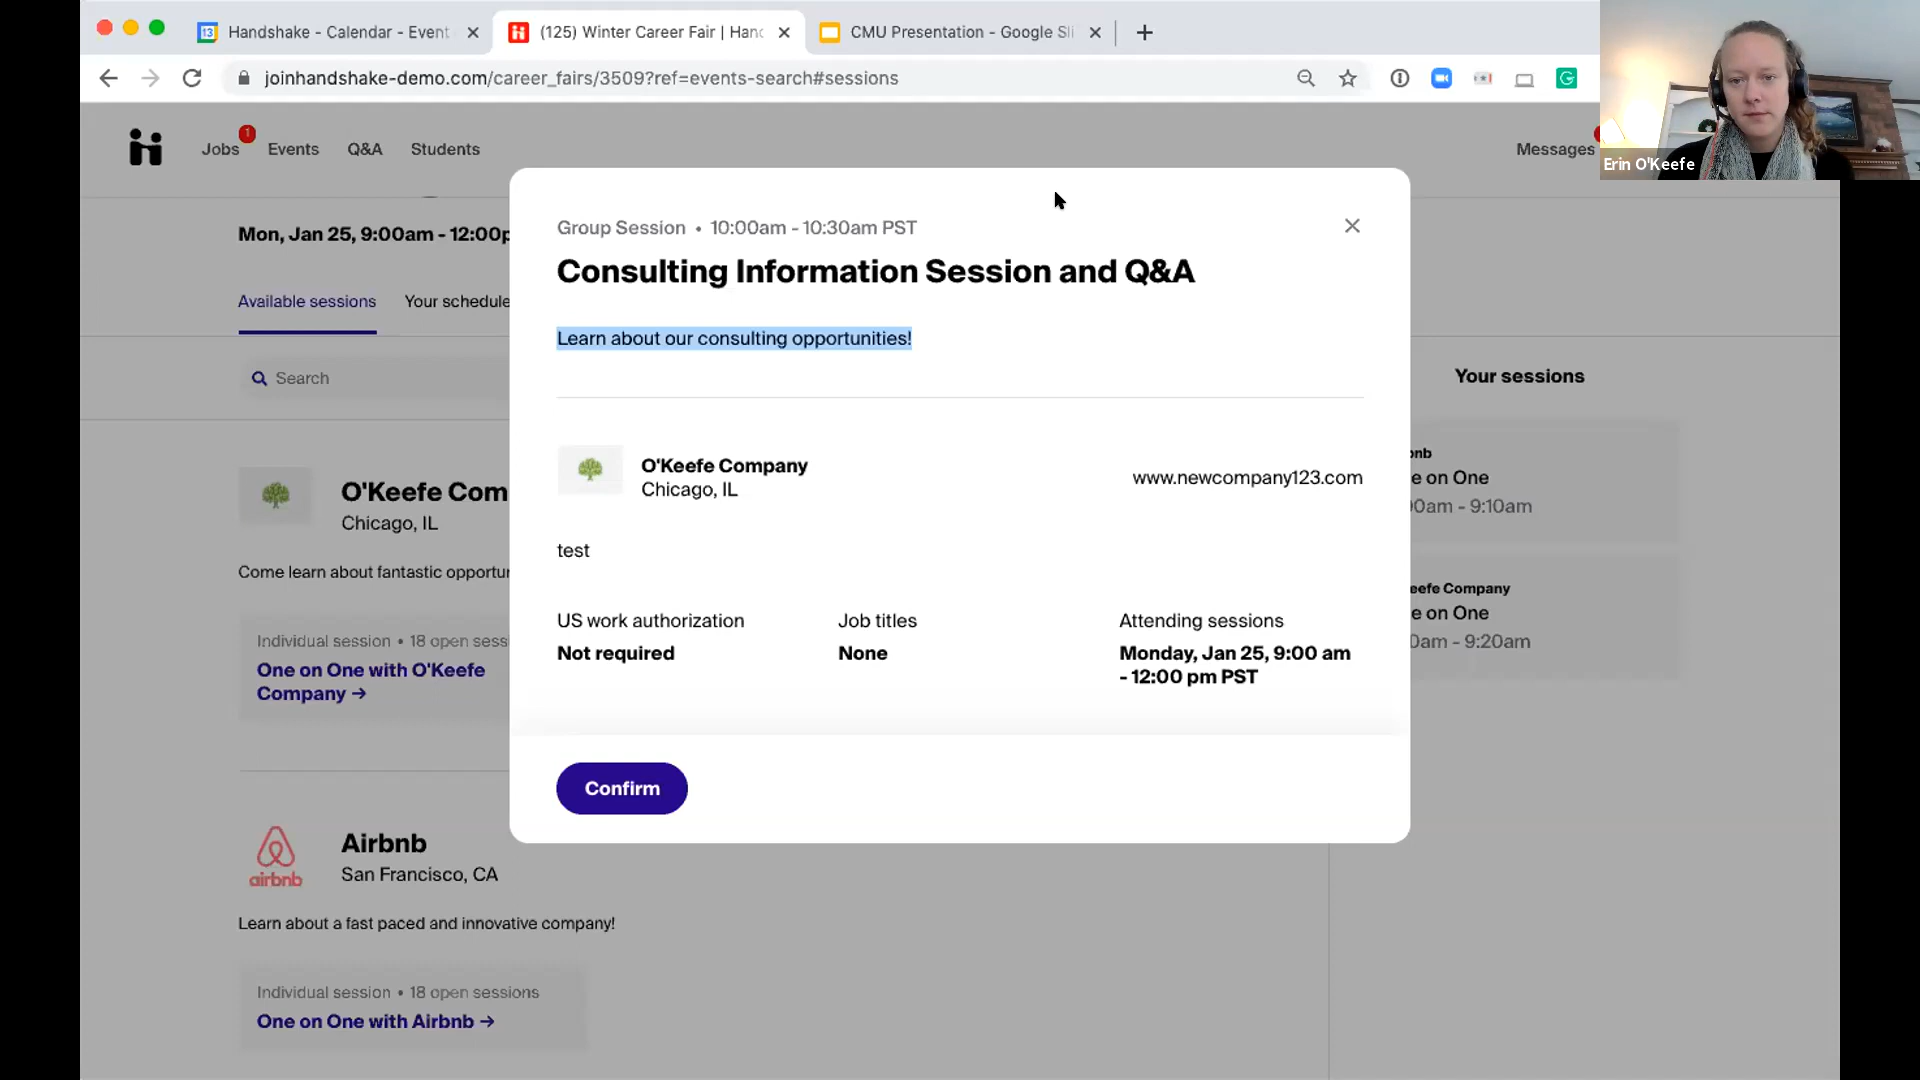 Handshake - Calendar - Event
(125) Winter Career Fair | Hand
CMU Presentation - Google Sli
joinhandshake-demo.com/career_fairs/3509?ref=events-search#sessions
Jobs
1
Events
Q&A
Students
Messages
Erin O'Keefe
Mon, Jan 25, 9:00am - 12:00p
Available sessions
Your schedule
Search
O'Keefe Com
Chicago, IL
Come learn about fantastic opportun
Individual session • 18 open sess
One on One with O'Keefe
Company →
airbnb
Airbnb
San Francisco, CA
Learn about a fast paced and innovative company!
Individual session • 18 open sessions
One on One with Airbnb →
Group Session • 10:00am - 10:30am PST
Consulting Information Session and Q&A
Learn about our consulting opportunities!
O'Keefe Company
Chicago, IL
www.newcompany123.com
test
US work authorization
Not required
Job titles
None
Attending sessions
Monday, Jan 25, 9:00 am
- 12:00 pm PST
Confirm
Your sessions
bnb
e on One
0am - 9:10am
eefe Company
e on One
0am - 9:20am